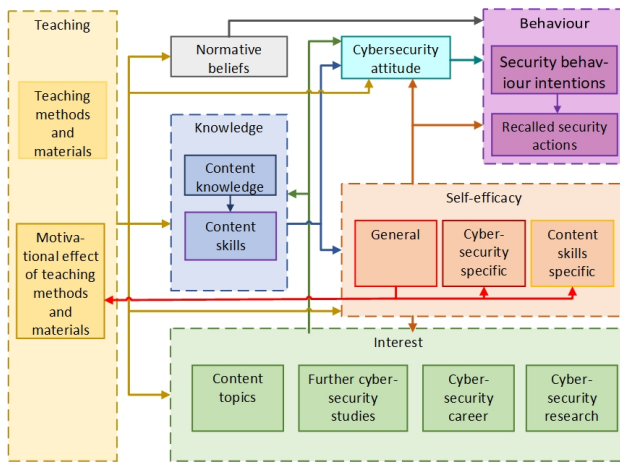 Teaching
Teaching
methods
and
materials
Motiva-
tional effect
of teaching
methods
and
materials
Normative
beliefs
Knowledge
Content
knowledge
Content
skills
Cybersecurity
attitude
Behaviour
Security behav-
iour intentions
Recalled security
actions
Self-efficacy
General
Cyber-
security
specific
Content
skills
specific
Interest
Content
topics
Further cyber-
security
studies
Cyber-
security
career
Cyber-
security
research